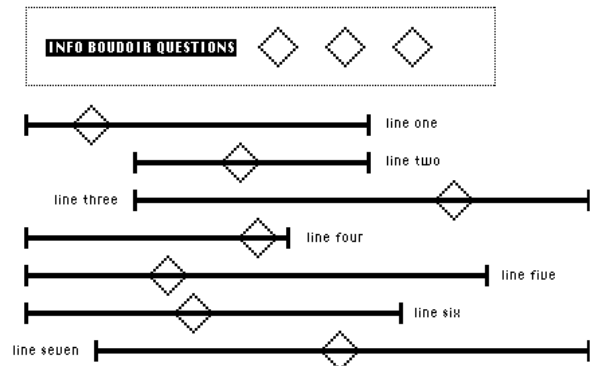 INFO BOUDOIR QUESTIONS
line one
line two
line three
line four
line five
line six
line seven